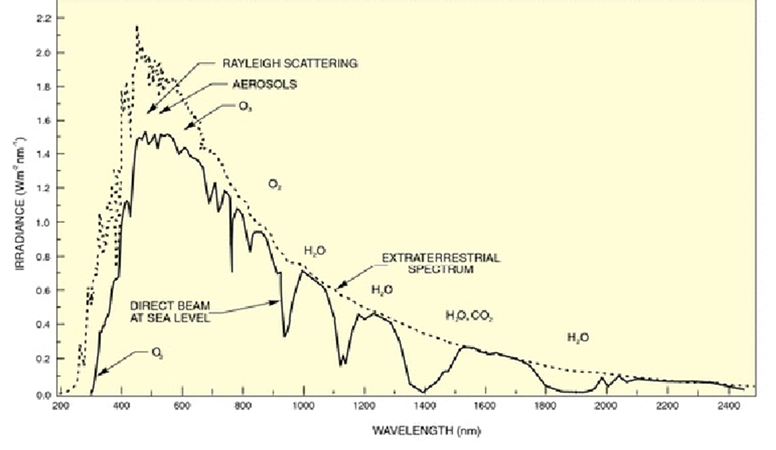 2.2
2.0
1.8
1.6
1.4
1.2
1.0
0.8
0.6
0.4
0.2
0.0
IRRADIANCE (Wm⁻²nm⁻¹)
RAYLEIGH SCATTERING
AEROSOLS
O₃
O₂
H₂O
EXTRATERRESTRIAL
SPECTRUM
H₂O
DIRECT BEAM
AT SEA LEVEL
H₂O, CO₂
H₂O
200 400 600 800 1000 1200 1400 1600 1800 2000 2200 2400
WAVELENGTH (nm)